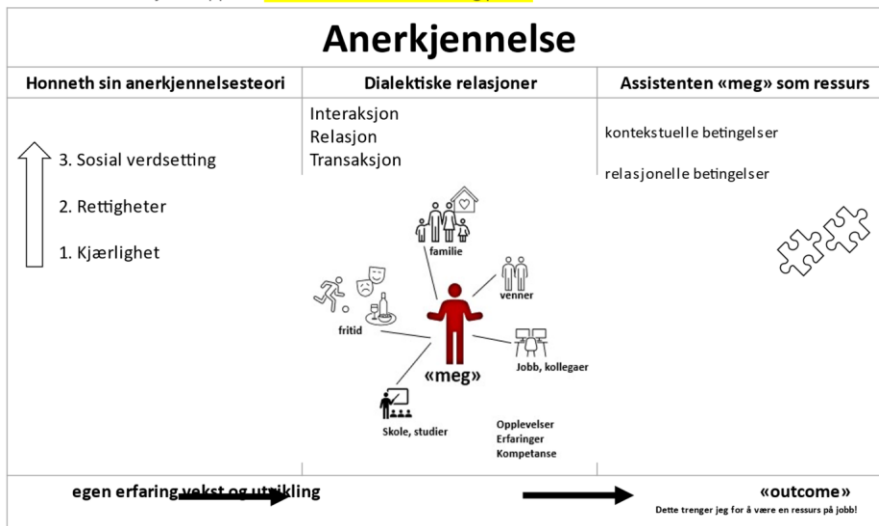 Anerkjennelse
Honneth sin anerkjennelsesteori
Dialektiske relasjoner
Assistenten «meg» som ressurs
3. Sosial verdsetting
2. Rettigheter
1. Kjærlighet
Interaksjon
Relasjon
Transaksjon
familie
venner
fritid
«meg»
Jobb, kollegaer
Skole, studier
Opplevelser
Erfaringer
Kompetanse
kontekstuelle betingelser
relasjonelle betingelser
egen erfaring vekst og utvikling
«outcome»
Dette trenger jeg for å være en ressurs på jobb!